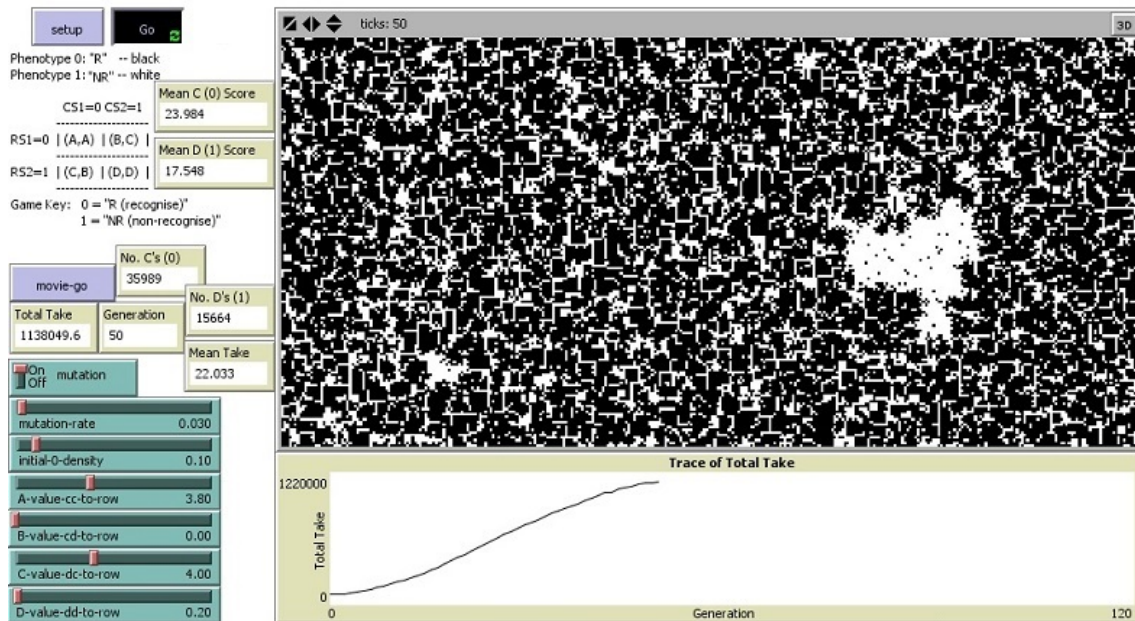 setup
Go
ticks: 50
3D
Phenotype 0: "R" -- black
Phenotype 1: "NR" -- white
CS1=0 CS2=1
------------------
RS1=0 |(A,A) |(B,C) |
------------------
RS2=1 |(C,B) |(D,D) |
------------------
Mean C (0) Score
23.984
Mean D (1) Score
17.548
Game Key: 0 = "R (recognise)"
1 = "NR (non-recognise)"
No. C's (0)
35989
movie-go
No. D's (1)
15664
Total Take
1138049.6
Generation
50
Mean Take
22.033
On
Off
mutation
mutation-rate 0.030
initial-0-density 0.10
A-value-cc-to-row 3.80
B-value-cd-to-row 0.00
C-value-dc-to-row 4.00
D-value-dd-to-row 0.20
Trace of Total Take
1220000
Total Take
0
0
Generation
120